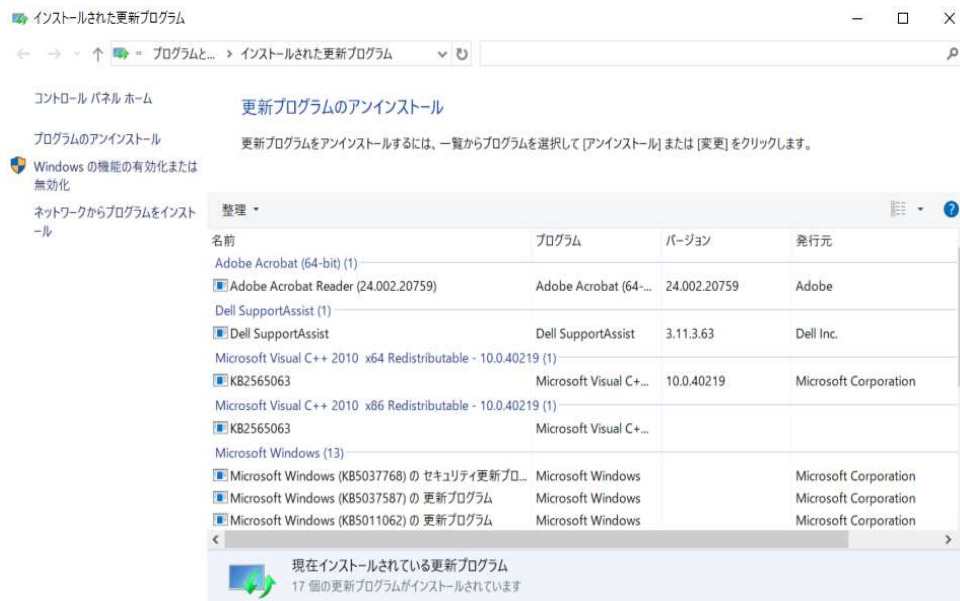 インストールされた更新プログラム
« プログラムと... > インストールされた更新プログラム
コントロール パネル ホーム
プログラムのアンインストール
Windows の機能の有効化または
無効化
ネットワークからプログラムをインスト
ール
更新プログラムのアンインストール
更新プログラムをアンインストールするには、一覧からプログラムを選択して [アンインストール] または [変更] をクリックします。
整理
名前 プログラム バージョン 発行元
Adobe Acrobat (64-bit) (1)
Adobe Acrobat Reader (24.002.20759) Adobe Acrobat (64-... 24.002.20759 Adobe
Dell SupportAssist (1)
Dell SupportAssist Dell SupportAssist 3.11.3.63 Dell Inc.
Microsoft Visual C++ 2010  x64 Redistributable - 10.0.40219 (1)
KB2565063 Microsoft Visual C+... 10.0.40219 Microsoft Corporation
Microsoft Visual C++ 2010  x86 Redistributable - 10.0.40219 (1)
KB2565063 Microsoft Visual C+...
Microsoft Windows (13)
Microsoft Windows (KB5037768) の セキュリティ更新プロ... Microsoft Windows Microsoft Corporation
Microsoft Windows (KB5037587) の 更新プログラム Microsoft Windows Microsoft Corporation
Microsoft Windows (KB5011062) の 更新プログラム Microsoft Windows Microsoft Corporation
現在インストールされている更新プログラム
17 個の更新プログラムがインストールされています